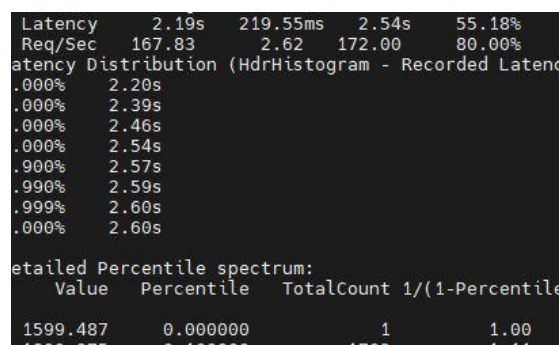 Latency 2.19s 219.55ms 2.54s 55.18%
Req/Sec 167.83 2.62 172.00 80.00%
atency Distribution (HdrHistogram - Recorded Latenc
.000% 2.20s
.000% 2.39s
.000% 2.46s
.000% 2.54s
.900% 2.57s
.990% 2.59s
.999% 2.60s
.000% 2.60s
etailed Percentile spectrum:
Value Percentile TotalCount 1/(1-Percentile
1599.487 0.000000 1 1.00